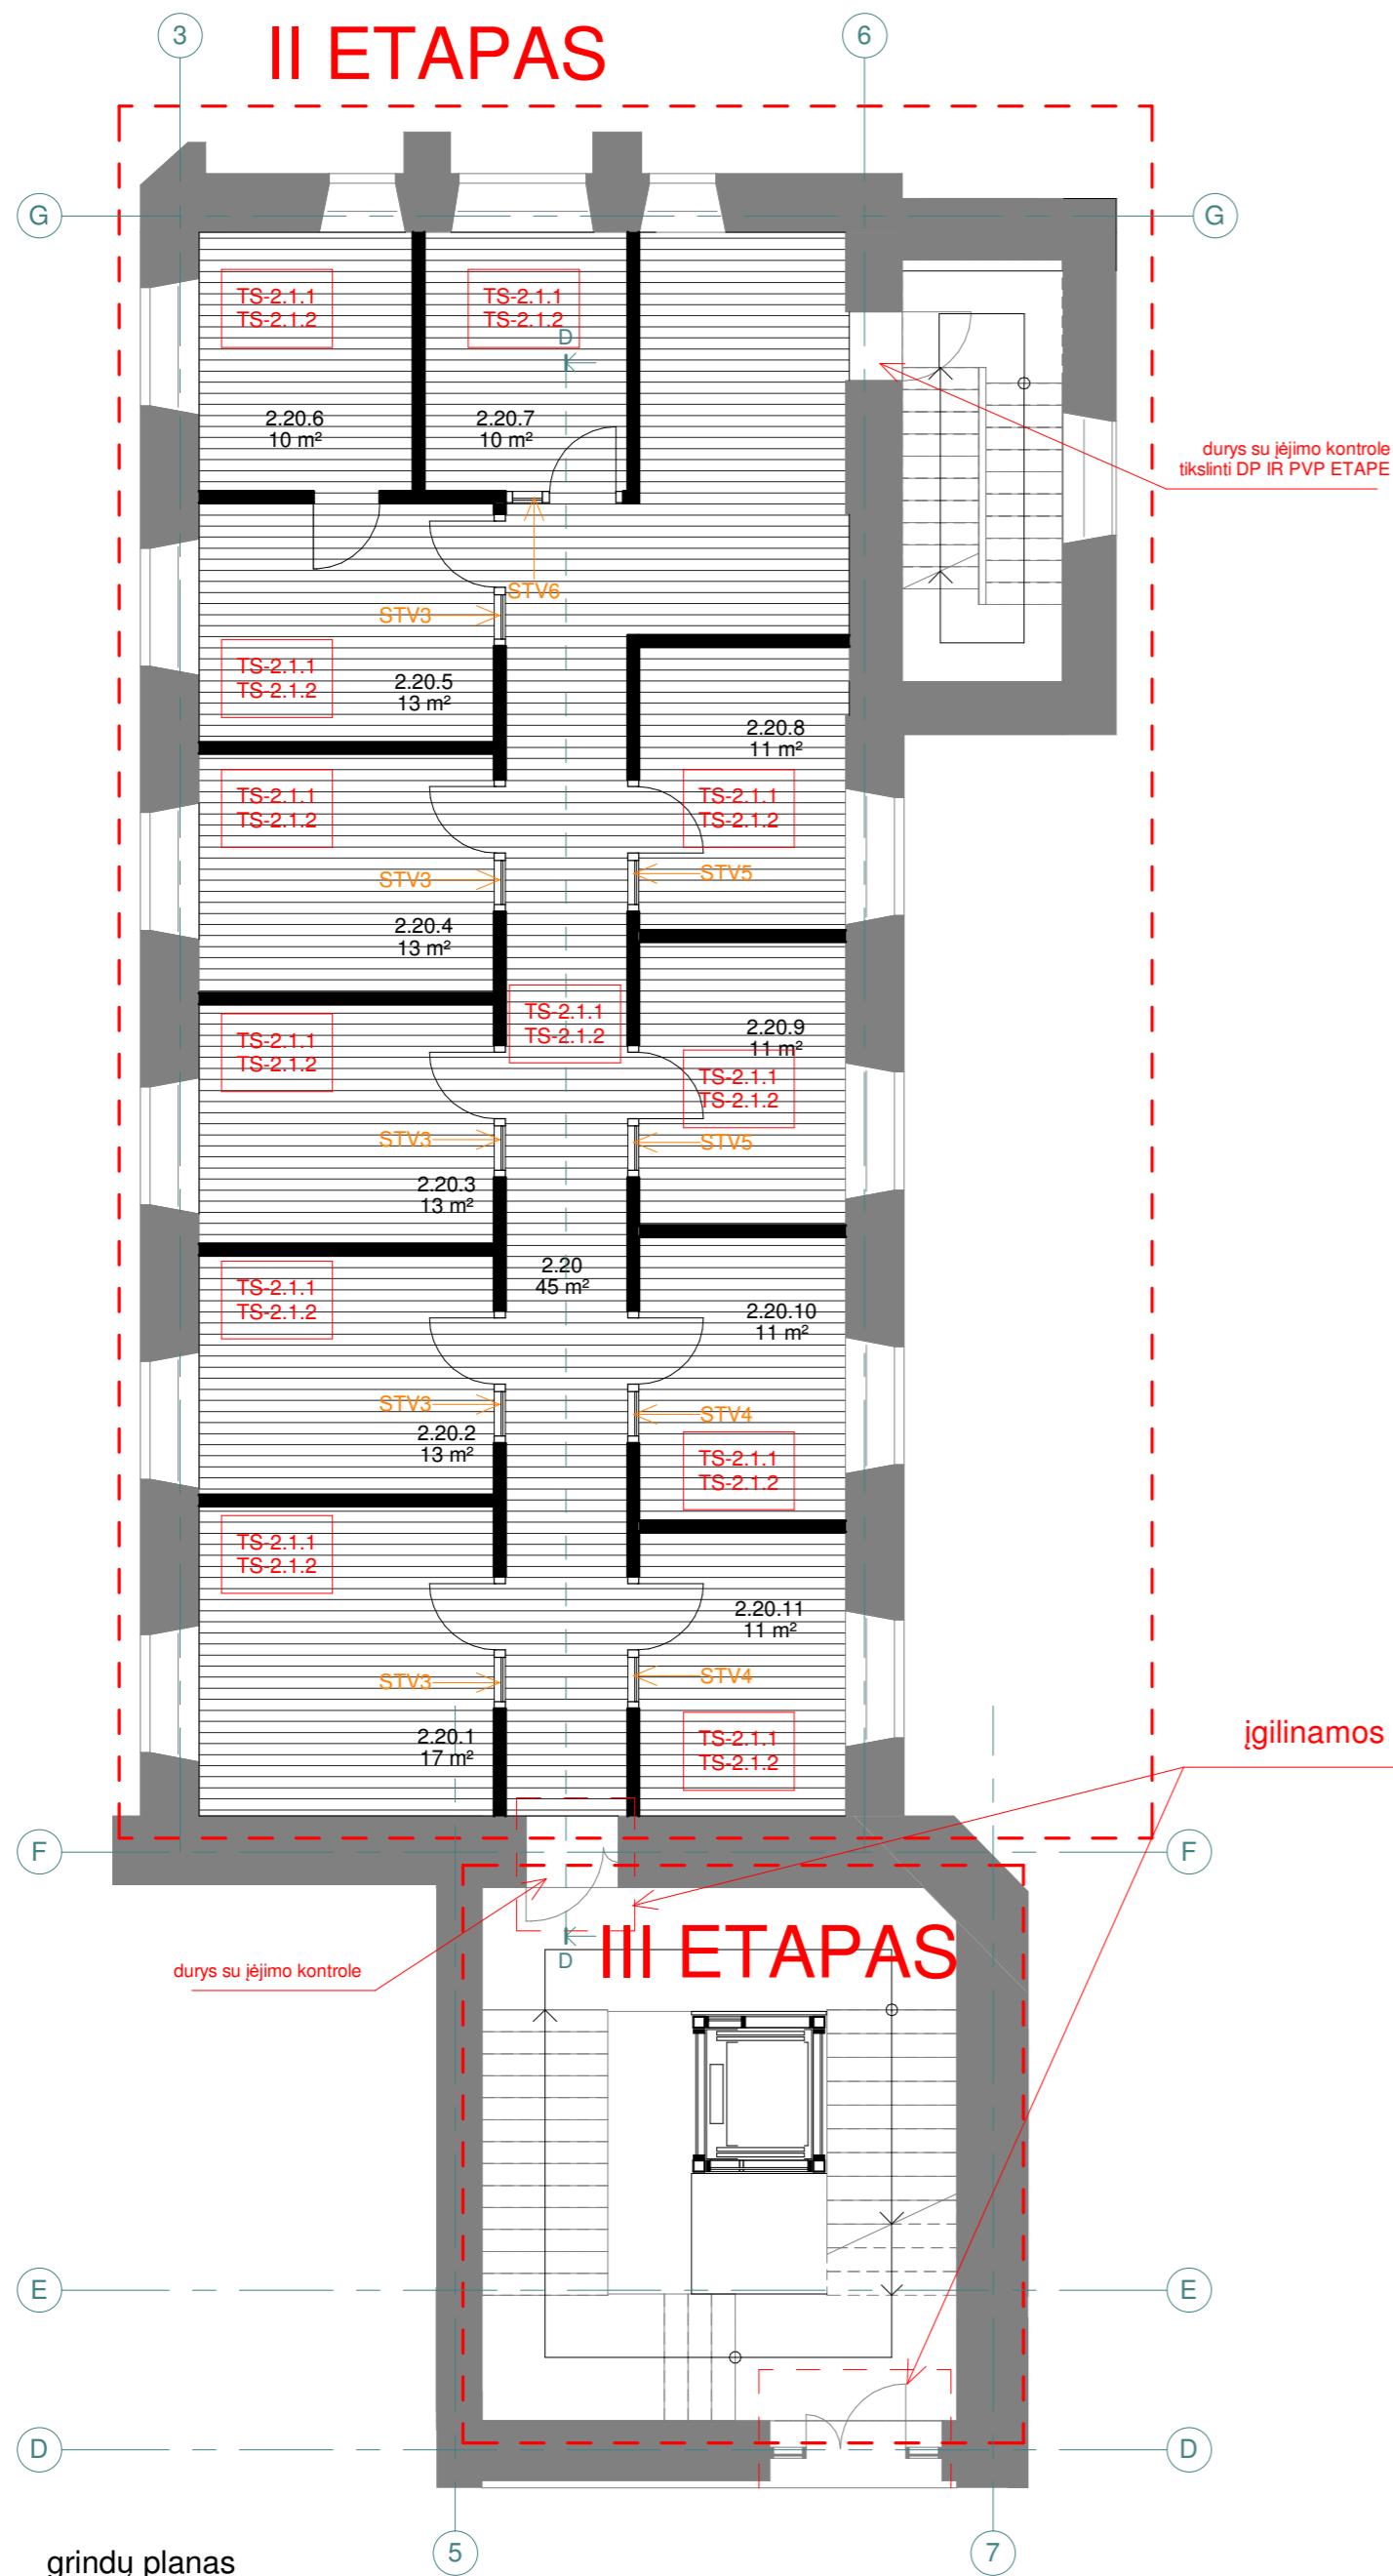 3
II ETAPAS
6
G
G
TS-2.1.1
TS-2.1.2
TS-2.1.1
TS-2.1.2
D
2.20.6
10 m²
2.20.7
10 m²
durys su įėjimo kontrole
tikslinti DP IR PVP ETAPE
STV6
STV3
TS-2.1.1
TS-2.1.2
2.20.5
13 m²
2.20.8
11 m²
TS-2.1.1
TS-2.1.2
TS-2.1.1
TS-2.1.2
STV3
STV5
2.20.4
13 m²
TS-2.1.1
TS-2.1.2
TS-2.1.1
TS-2.1.2
2.20.9
11 m²
TS-2.1.1
TS-2.1.2
STV3
STV5
2.20.3
13 m²
2.20
45 m²
TS-2.1.1
TS-2.1.2
2.20.10
11 m²
STV3
STV4
2.20.2
13 m²
TS-2.1.1
TS-2.1.2
TS-2.1.1
TS-2.1.2
2.20.11
11 m²
STV3
STV4
2.20.1
17 m²
TS-2.1.1
TS-2.1.2
įgilinamos
F
F
III ETAPAS
D
durys su įėjimo kontrole
E
E
D
D
5
7
grindų planas